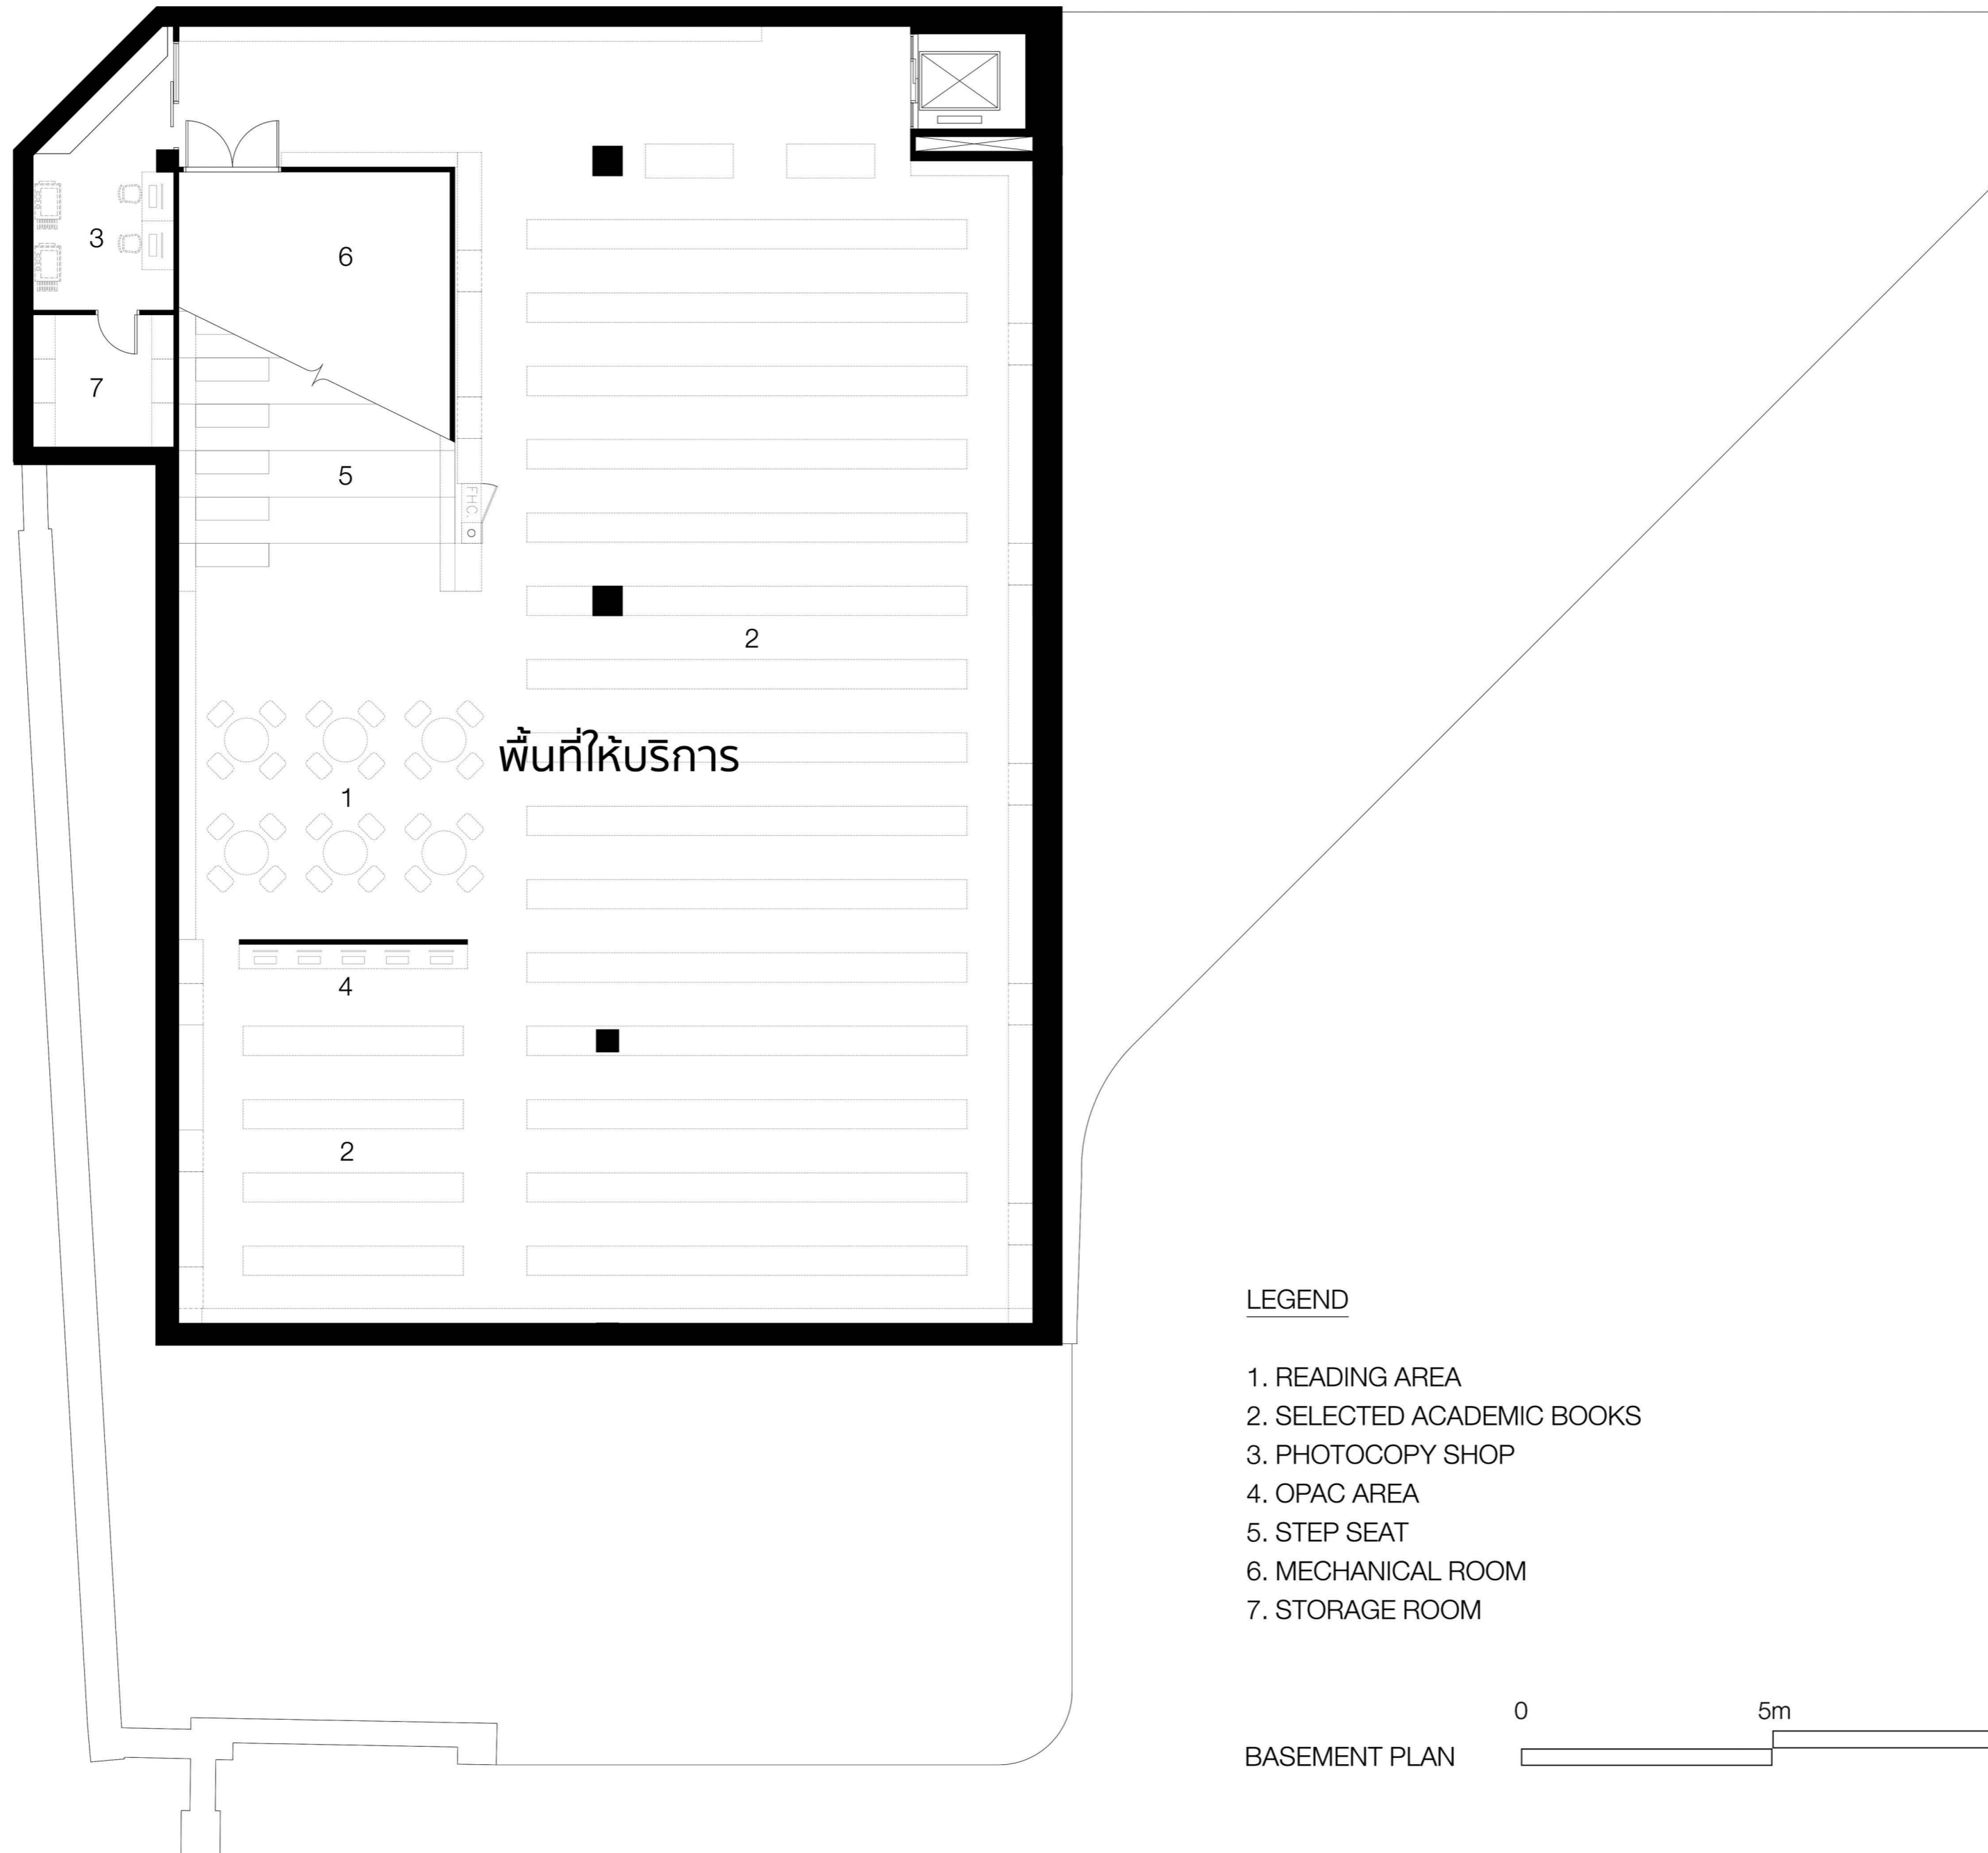 3
6
7
5
FHC.
2
พื้นที่ให้บริการ
1
4
2
LEGEND
1. READING AREA
2. SELECTED ACADEMIC BOOKS
3. PHOTOCOPY SHOP
4. OPAC AREA
5. STEP SEAT
6. MECHANICAL ROOM
7. STORAGE ROOM
0 5m
BASEMENT PLAN